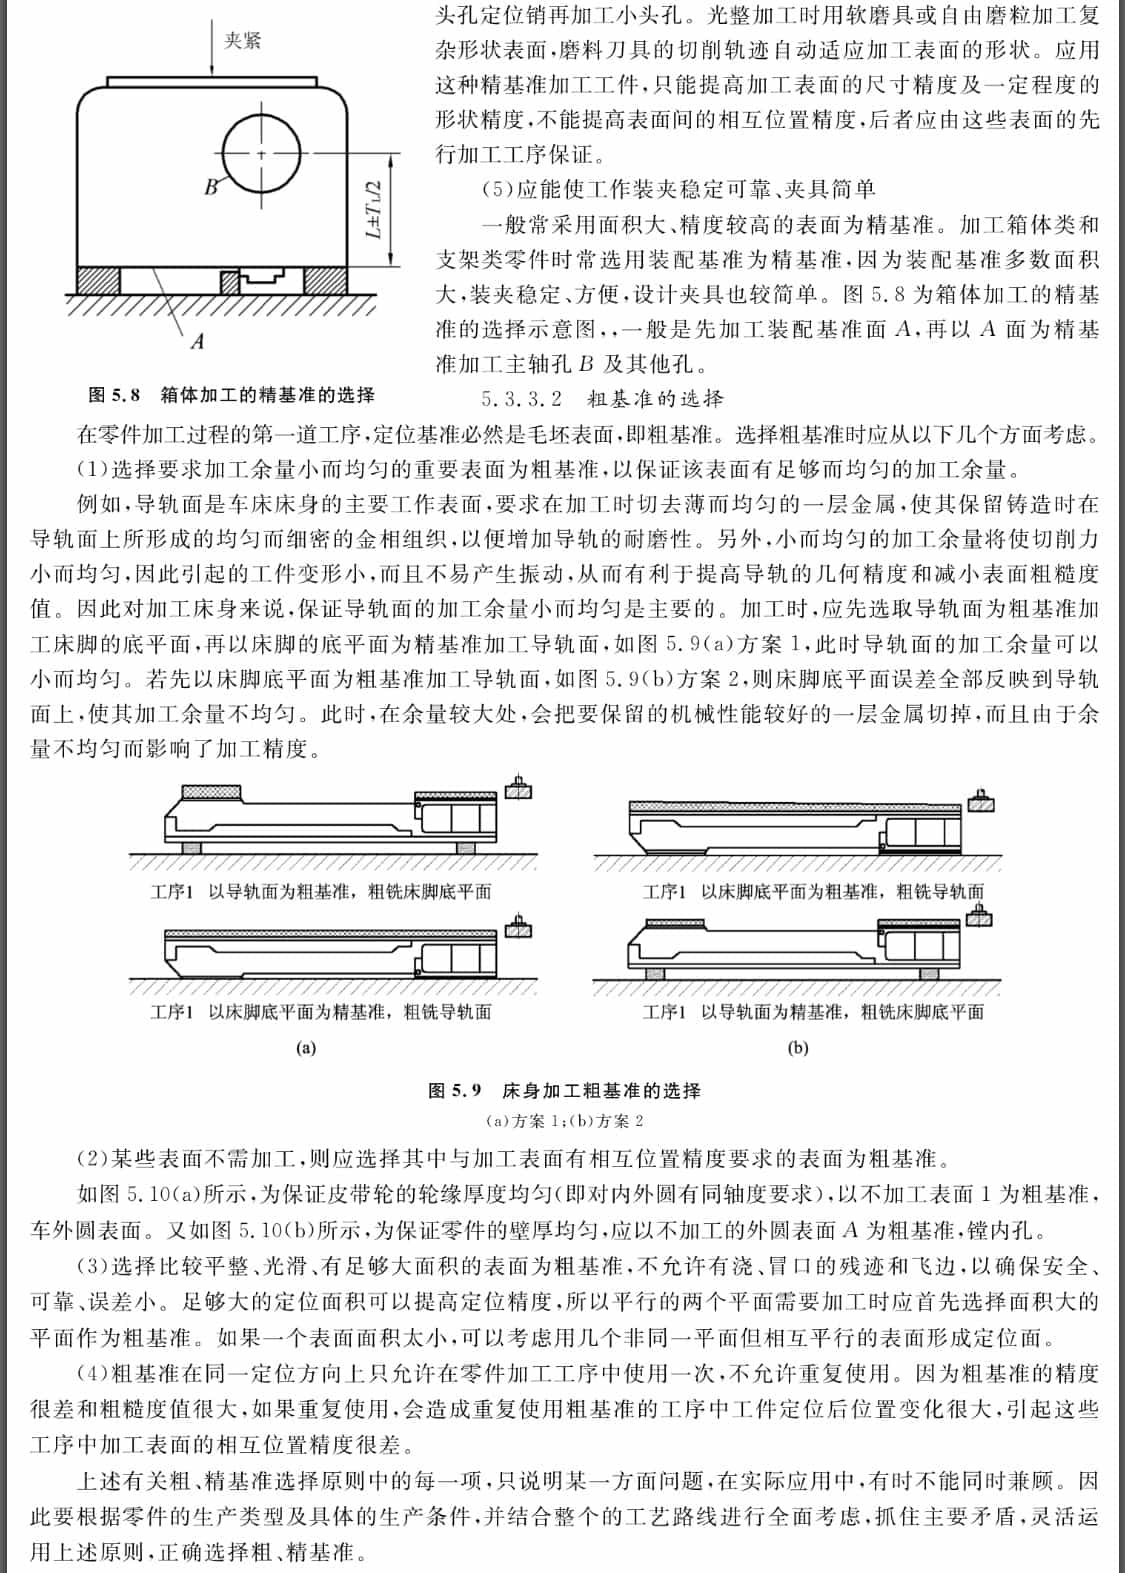 夹紧
B
L±T_L/2
A
图 5.8 箱体加工的精基准的选择
头孔定位销再加工小头孔。光整加工时用软磨具或自由磨粒加工复
杂形状表面,磨料刀具的切削轨迹自动适应加工表面的形状。应用
这种精基准加工工件,只能提高加工表面的尺寸精度及一定程度的
形状精度,不能提高表面间的相互位置精度,后者应由这些表面的先
行加工工序保证。
(5)应能使工作装夹稳定可靠、夹具简单
一般常采用面积大、精度较高的表面为精基准。加工箱体类和
支架类零件时常选用装配基准为精基准,因为装配基准多数面积
大,装夹稳定、方便,设计夹具也较简单。图 5.8 为箱体加工的精基
准的选择示意图,,一般是先加工装配基准面 A,再以 A 面为精基
准加工主轴孔 B 及其他孔。
5.3.3.2 粗基准的选择
在零件加工过程的第一道工序,定位基准必然是毛坯表面,即粗基准。选择粗基准时应从以下几个方面考虑。
(1)选择要求加工余量小而均匀的重要表面为粗基准,以保证该表面有足够而均匀的加工余量。
例如,导轨面是车床床身的主要工作表面,要求在加工时切去薄而均匀的一层金属,使其保留铸造时在
导轨面上所形成的均匀而细密的金相组织,以便增加导轨的耐磨性。另外,小而均匀的加工余量将使切削力
小而均匀,因此引起的工件变形小,而且不易产生振动,从而有利于提高导轨的几何精度和减小表面粗糙度
值。因此对加工床身来说,保证导轨面的加工余量小而均匀是主要的。加工时,应先选取导轨面为粗基准加
工床脚的底平面,再以床脚的底平面为精基准加工导轨面,如图 5.9(a)方案 1,此时导轨面的加工余量可以
小而均匀。若先以床脚底平面为粗基准加工导轨面,如图 5.9(b)方案 2,则床脚底平面误差全部反映到导轨
面上,使其加工余量不均匀。此时,在余量较大处,会把要保留的机械性能较好的一层金属切掉,而且由于余
量不均匀而影响了加工精度。
工序1 以导轨面为粗基准，粗铣床脚底平面
工序1 以床脚底平面为精基准，粗铣导轨面
(a)
工序1 以床脚底平面为粗基准，粗铣导轨面
工序1 以导轨面为精基准，粗铣床脚底平面
(b)
图 5.9 床身加工粗基准的选择
(a)方案 1;(b)方案 2
(2)某些表面不需加工,则应选择其中与加工表面有相互位置精度要求的表面为粗基准。
如图 5.10(a)所示,为保证皮带轮的轮缘厚度均匀(即对内外圆有同轴度要求),以不加工表面 1 为粗基准,
车外圆表面。又如图 5.10(b)所示,为保证零件的壁厚均匀,应以不加工的外圆表面 A 为粗基准,镗内孔。
(3)选择比较平整、光滑、有足够大面积的表面为粗基准,不允许有浇、冒口的残迹和飞边,以确保安全、
可靠、误差小。足够大的定位面积可以提高定位精度,所以平行的两个平面需要加工时应首先选择面积大的
平面作为粗基准。如果一个表面面积太小,可以考虑用几个非同一平面但相互平行的表面形成定位面。
(4)粗基准在同一定位方向上只允许在零件加工工序中使用一次,不允许重复使用。因为粗基准的精度
很差和粗糙度值很大,如果重复使用,会造成重复使用粗基准的工序中工件定位后位置变化很大,引起这些
工序中加工表面的相互位置精度很差。
上述有关粗、精基准选择原则中的每一项,只说明某一方面问题,在实际应用中,有时不能同时兼顾。因
此要根据零件的生产类型及具体的生产条件,并结合整个的工艺路线进行全面考虑,抓住主要矛盾,灵活运
用上述原则,正确选择粗、精基准。